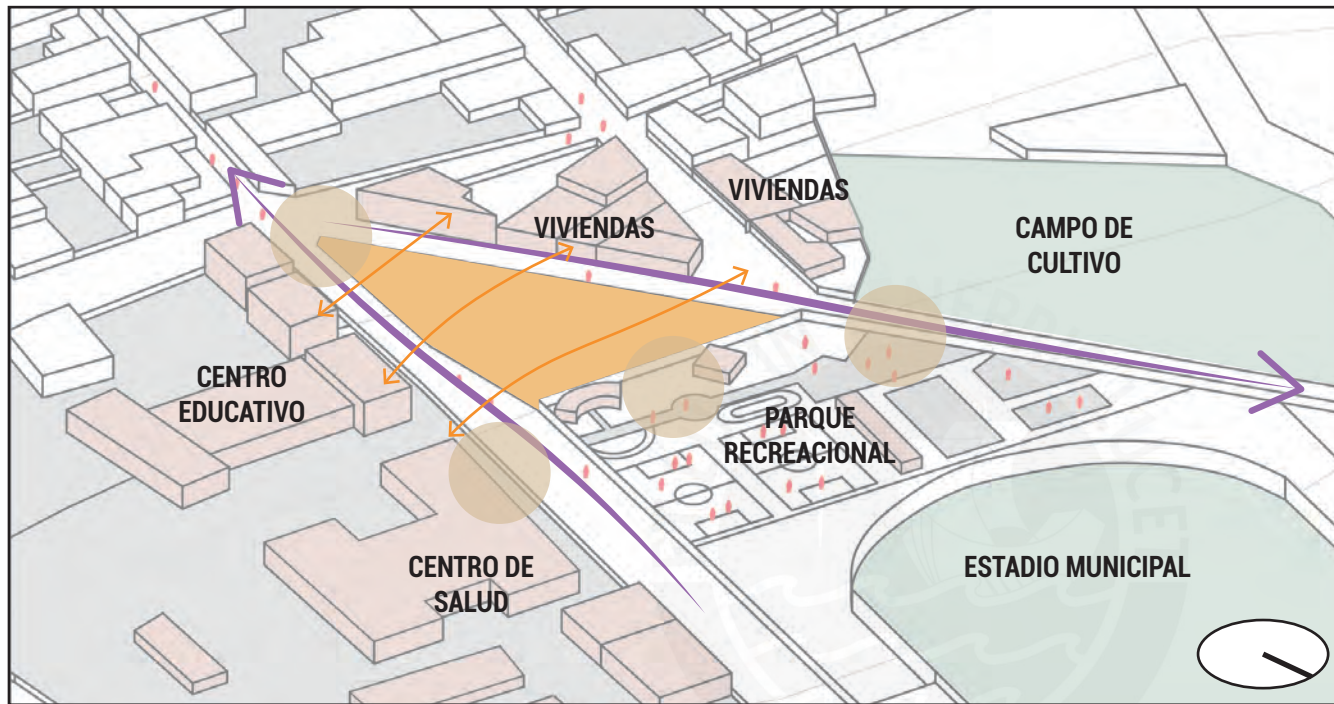 VIVIENDAS
VIVIENDAS
CAMPO DE
CULTIVO
CENTRO
EDUCATIVO
PARQUE
RECREACIONAL
CENTRO DE
SALUD
ESTADIO MUNICIPAL